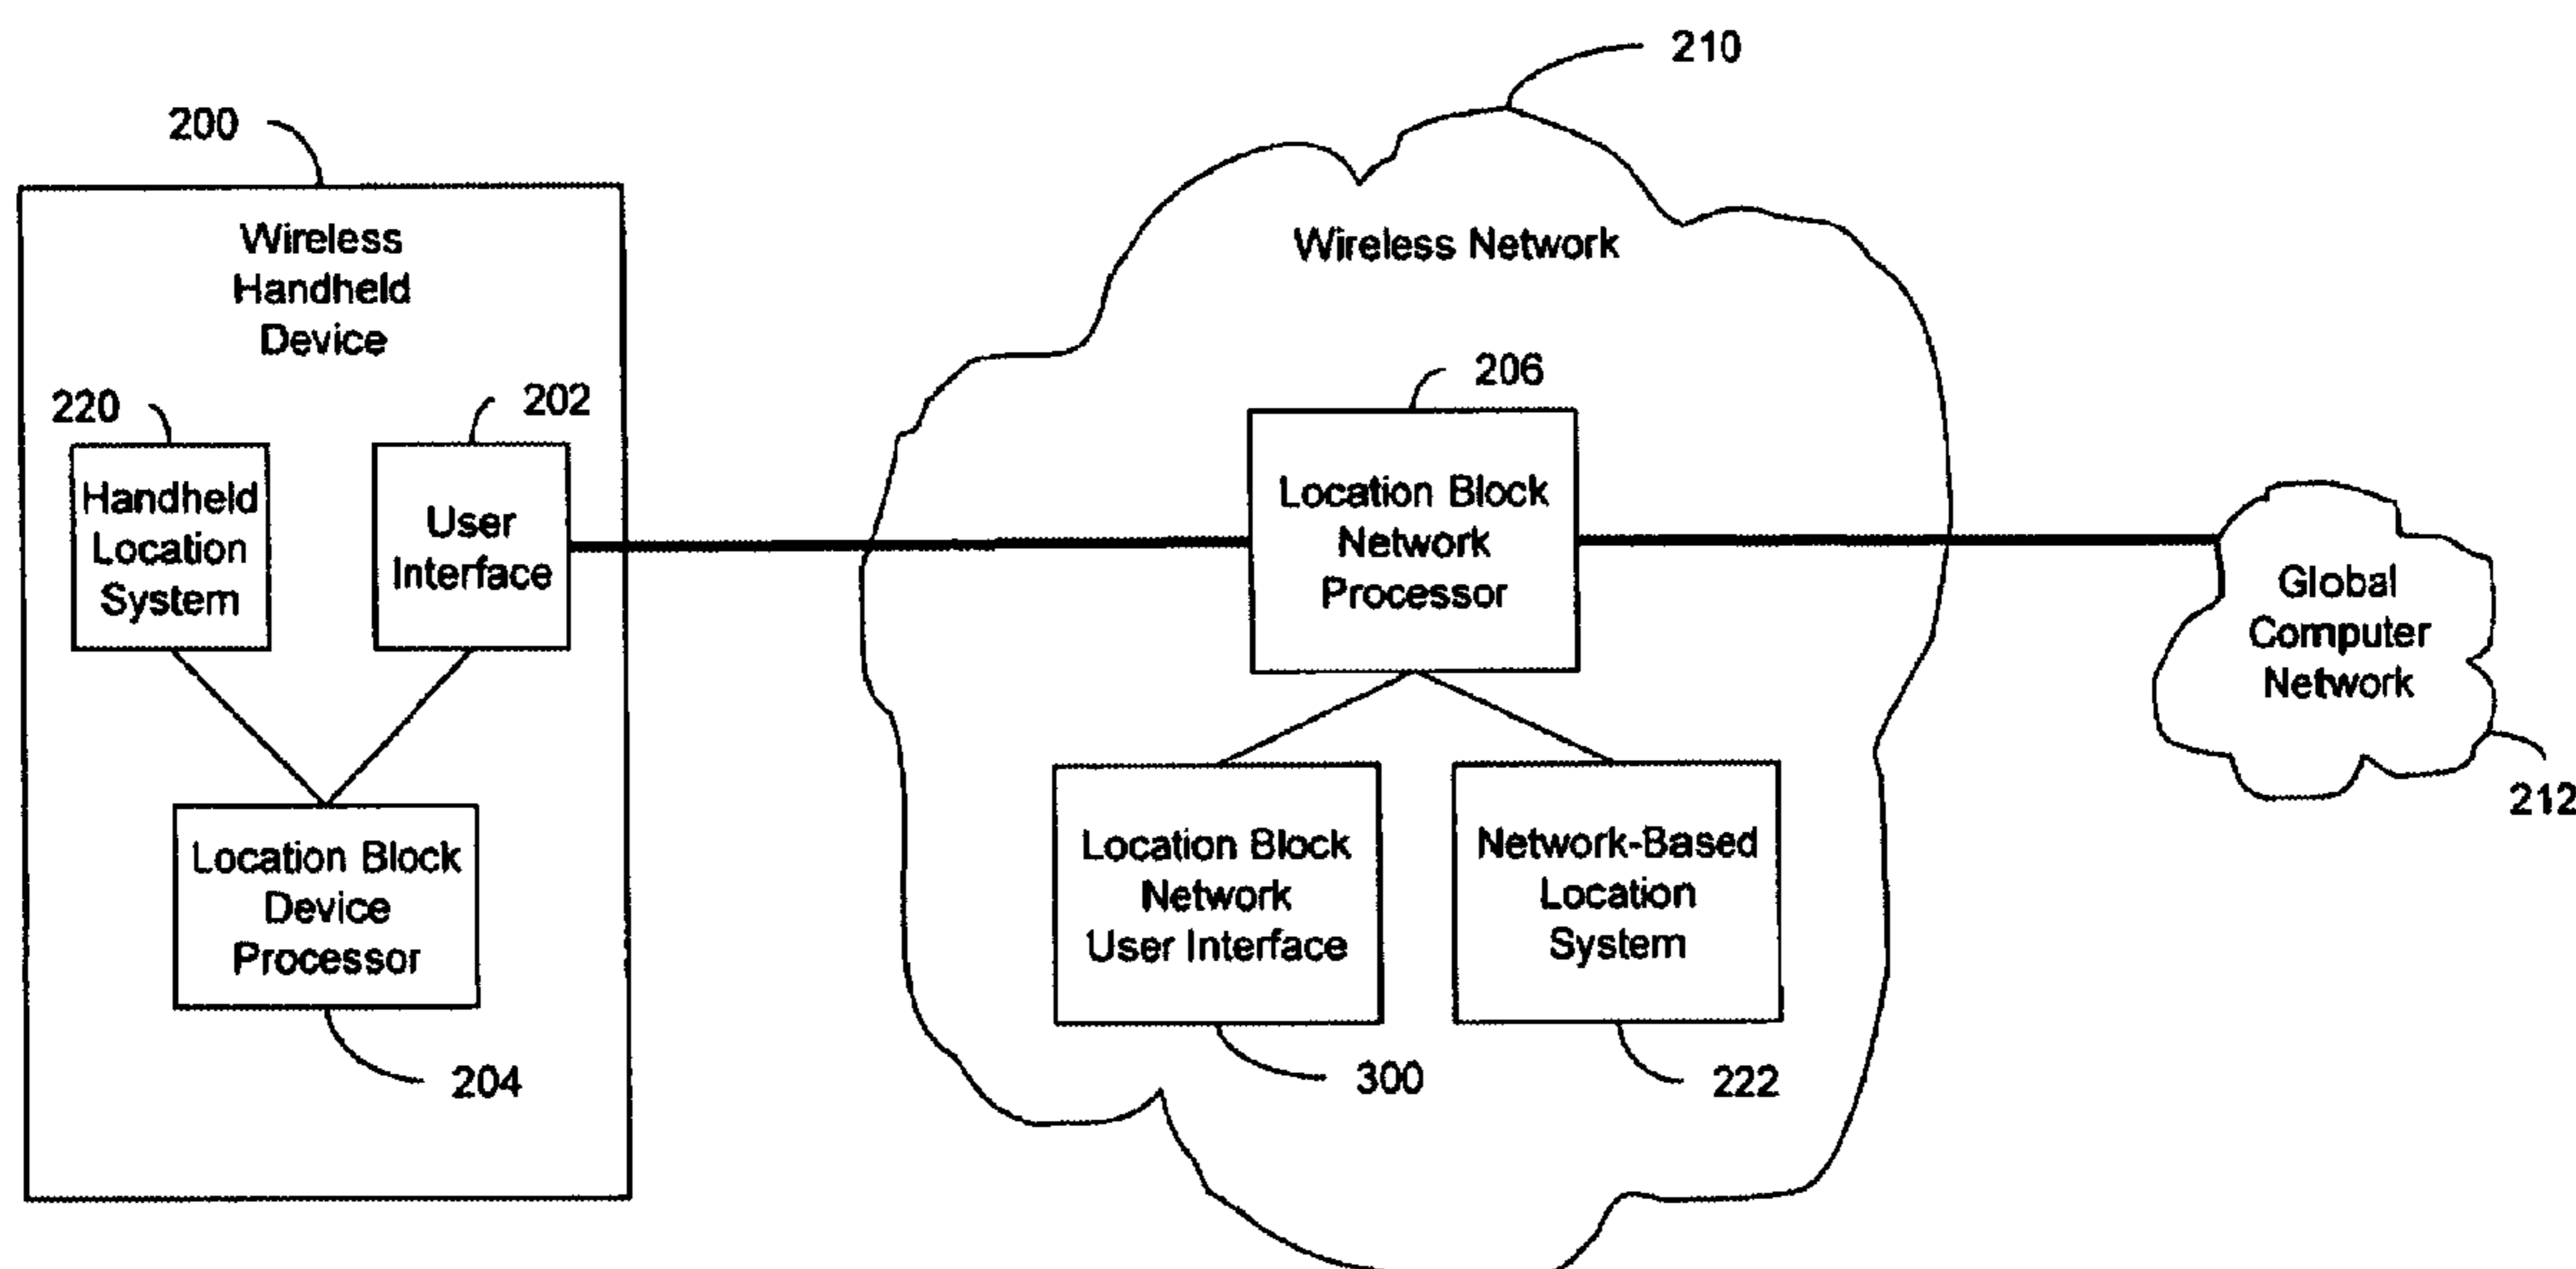 210
200
Wireless
Handheld
Device
Wireless Network
220
202
206
Handheld
Location
System
User
Interface
Location Block
Network
Processor
Global
Computer
Network
212
Location Block
Device
Processor
Location Block
Network
User Interface
Network-Based
Location
System
204
300
222